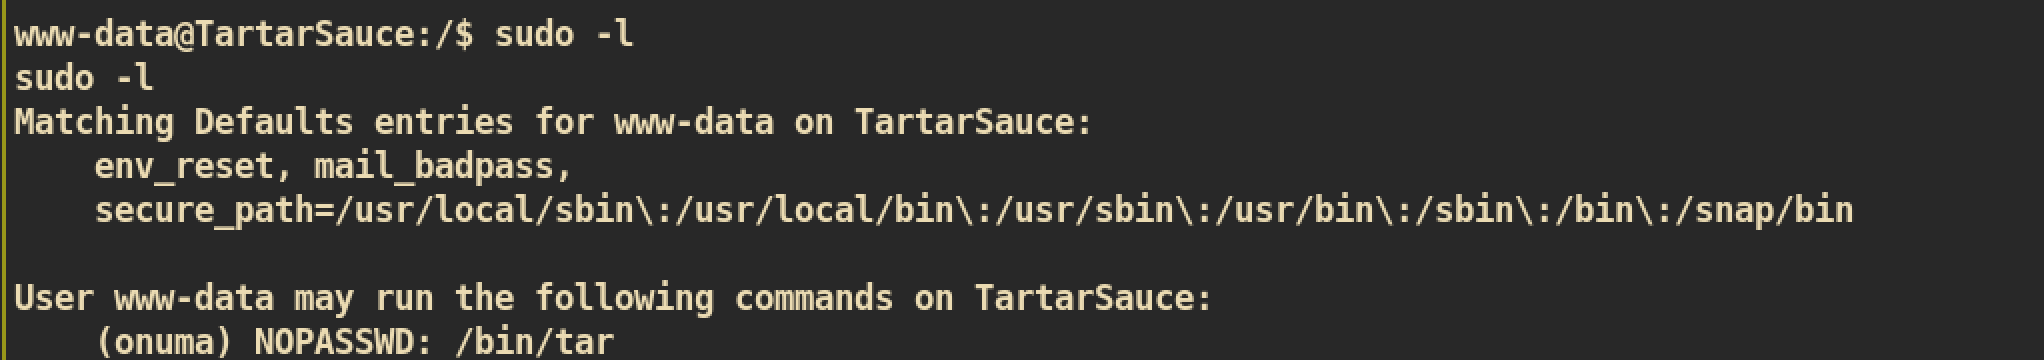 www-data@TartarSauce:/$ sudo -l
sudo -l
Matching Defaults entries for www-data on TartarSauce:
    env_reset, mail_badpass,
    secure_path=/usr/local/sbin\:/usr/local/bin\:/usr/sbin\:/usr/bin\:/sbin\:/bin\:/snap/bin

User www-data may run the following commands on TartarSauce:
    (onuma) NOPASSWD: /bin/tar